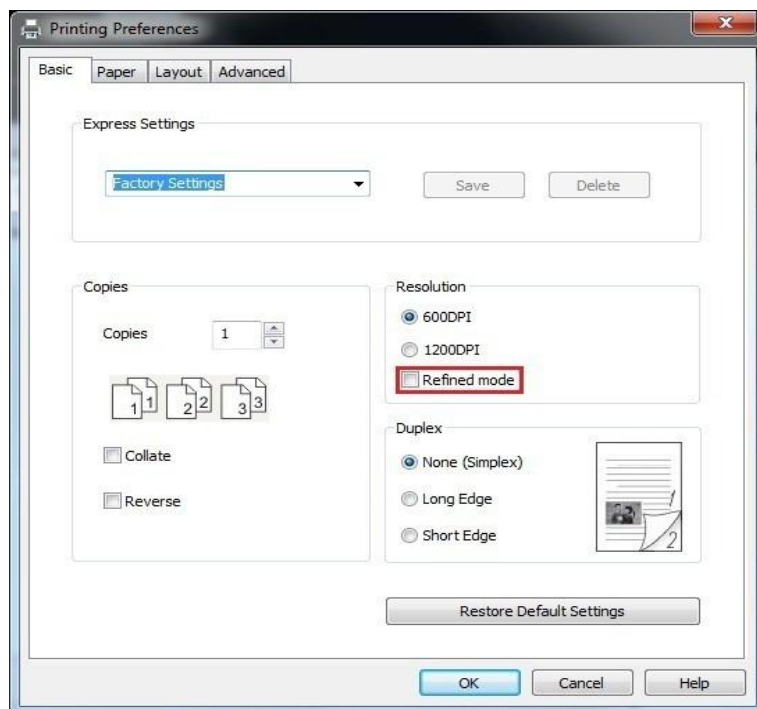 Printing Preferences
Basic
Paper
Layout
Advanced
Express Settings
Factory Settings
Save
Delete
Copies
Copies
1
1 1 2 2 3 3
Collate
Reverse
Resolution
600DPI
1200DPI
Refined mode
Duplex
None (Simplex)
Long Edge
Short Edge
1
2
Restore Default Settings
OK
Cancel
Help